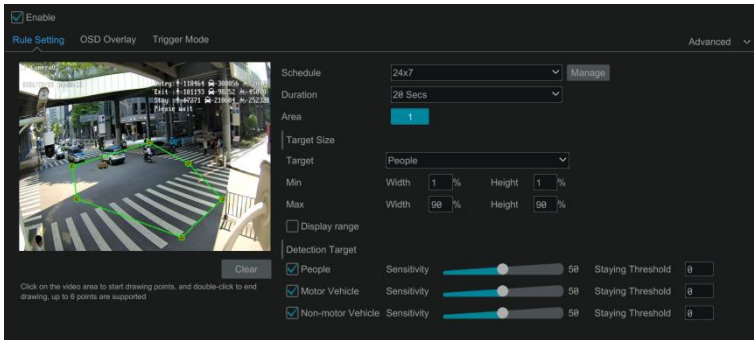 Enable
Rule Setting OSD Overlay Trigger Mode Advanced
Schedule 24x7 Manage
Duration 20 Secs
Area 1
Target Size
Target People
Min Width 1 % Height 1 %
Max Width 90 % Height 90 %
Display range
Detection Target
Clear
People Sensitivity 50 Staying Threshold 0
Click on the video area to start drawing points, and double-click to end
drawing, up to 6 points are supported
Motor Vehicle Sensitivity 50 Staying Threshold 0
Non-motor Vehicle Sensitivity 50 Staying Threshold 0
Entry
Exit
Stay
Please wait